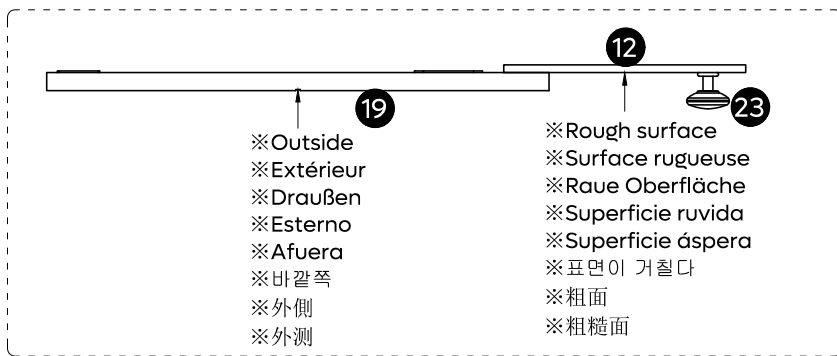 12
19
23
※Outside
※Extérieur
※Draußen
※Esterno
※Afuera
※바깥쪽
※外側
※外测
※Rough surface
※Surface rugueuse
※Raue Oberfläche
※Superficie ruvida
※Superficie áspera
※표면이 거칠다
※粗面
※粗糙面